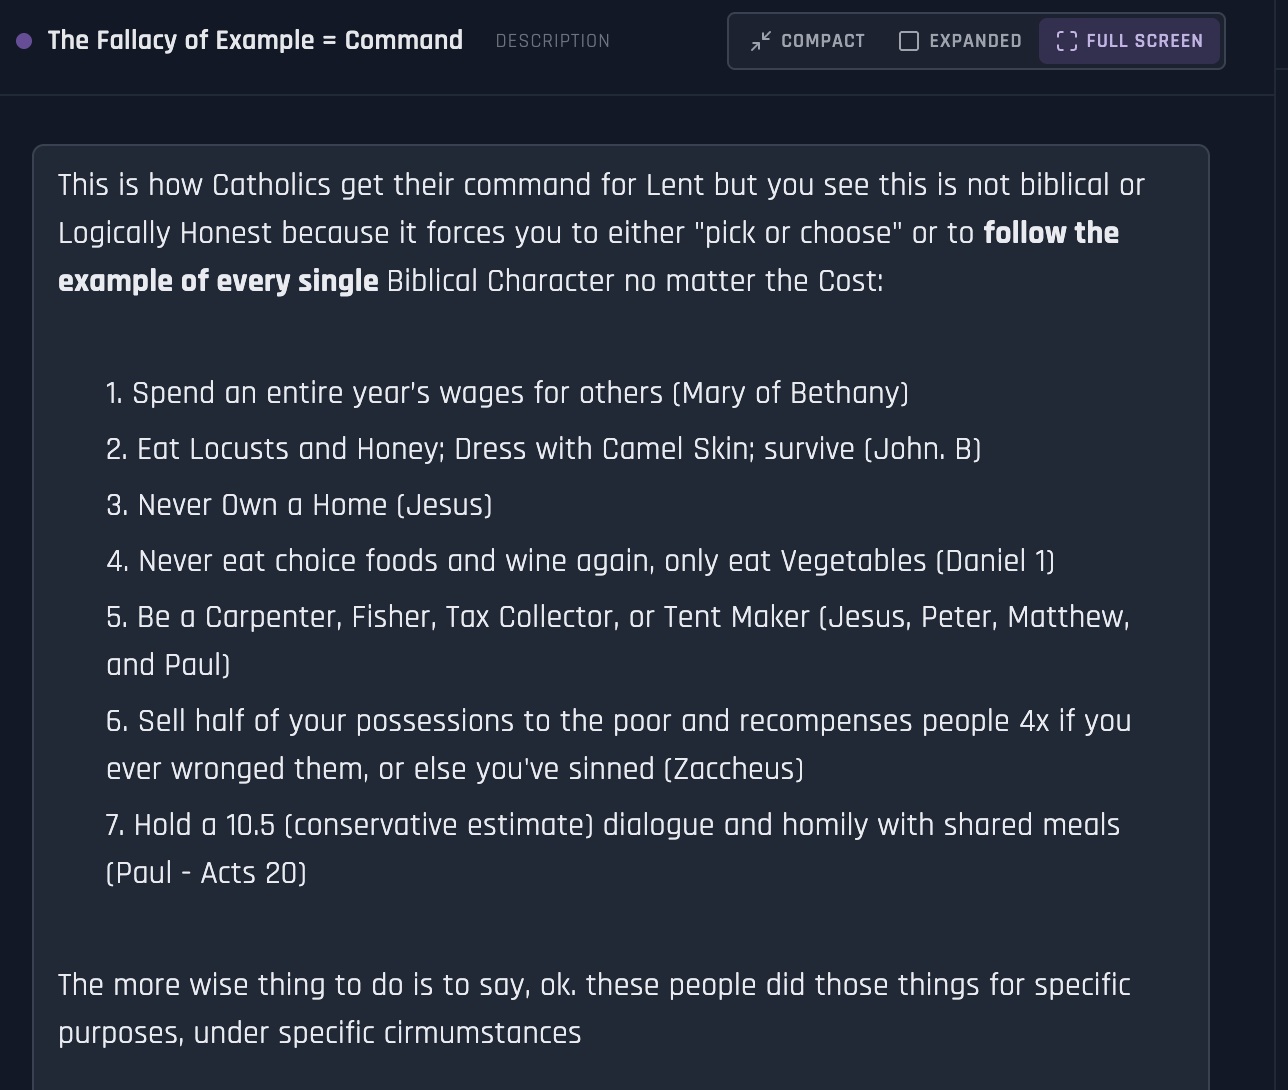 The Fallacy of Example = Command DESCRIPTION COMPACT EXPANDED FULL SCREEN
This is how Catholics get their command for Lent but you see this is not biblical or
Logically Honest because it forces you to either "pick or choose" or to follow the
example of every single Biblical Character no matter the Cost:
1. Spend an entire year's wages for others (Mary of Bethany)
2. Eat Locusts and Honey; Dress with Camel Skin; survive (John. B)
3. Never Own a Home (Jesus)
4. Never eat choice foods and wine again, only eat Vegetables (Daniel 1)
5. Be a Carpenter, Fisher, Tax Collector, or Tent Maker (Jesus, Peter, Matthew,
and Paul)
6. Sell half of your possessions to the poor and recompenses people 4x if you
ever wronged them, or else you've sinned (Zaccheus)
7. Hold a 10.5 (conservative estimate) dialogue and homily with shared meals
(Paul - Acts 20)
The more wise thing to do is to say, ok. these people did those things for specific
purposes, under specific cirmumstances